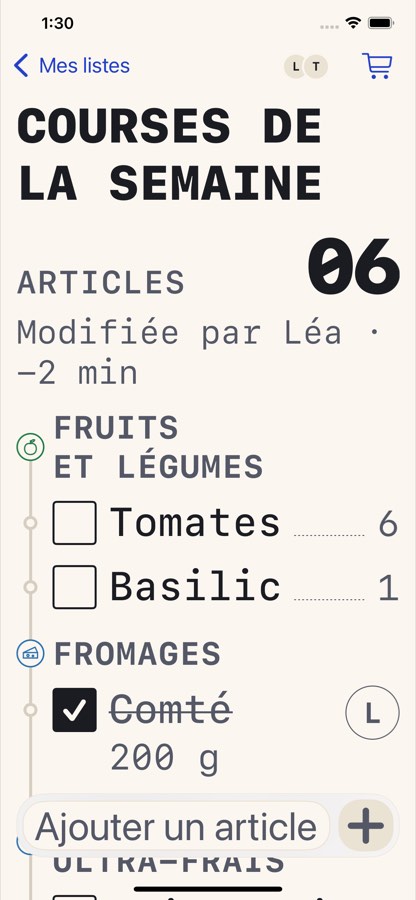 1:30
Mes listes
L T
COURSES DE
LA SEMAINE
ARTICLES 06
Modifiée par Léa ·
−2 min
FRUITS
ET LÉGUMES
Tomates 6
Basilic 1
FROMAGES
Comté L
200 g
Ajouter un article
ULTRA-FRAIS